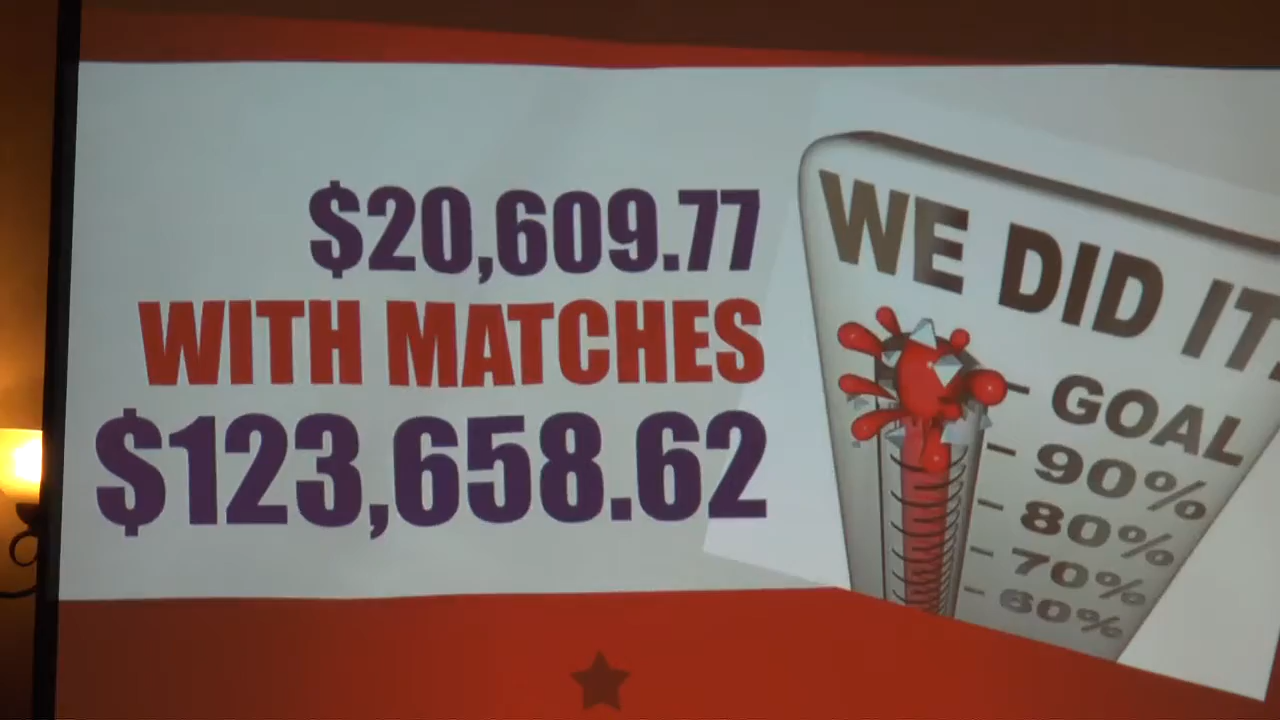 $20,609.77
WITH MATCHES
$123,658.62
WE DID IT
GOAL
90%
80%
70%
60%